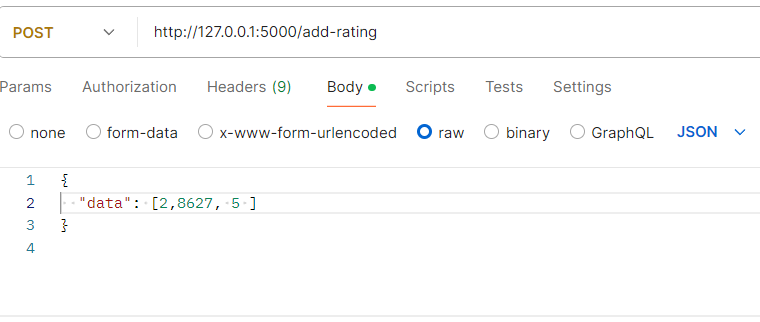 POST http://127.0.0.1:5000/add-rating
Params Authorization Headers (9) Body Scripts Tests Settings
none form-data x-www-form-urlencoded raw binary GraphQL JSON
1 {
2 "data": [2,8627, 5 ]
3 }
4